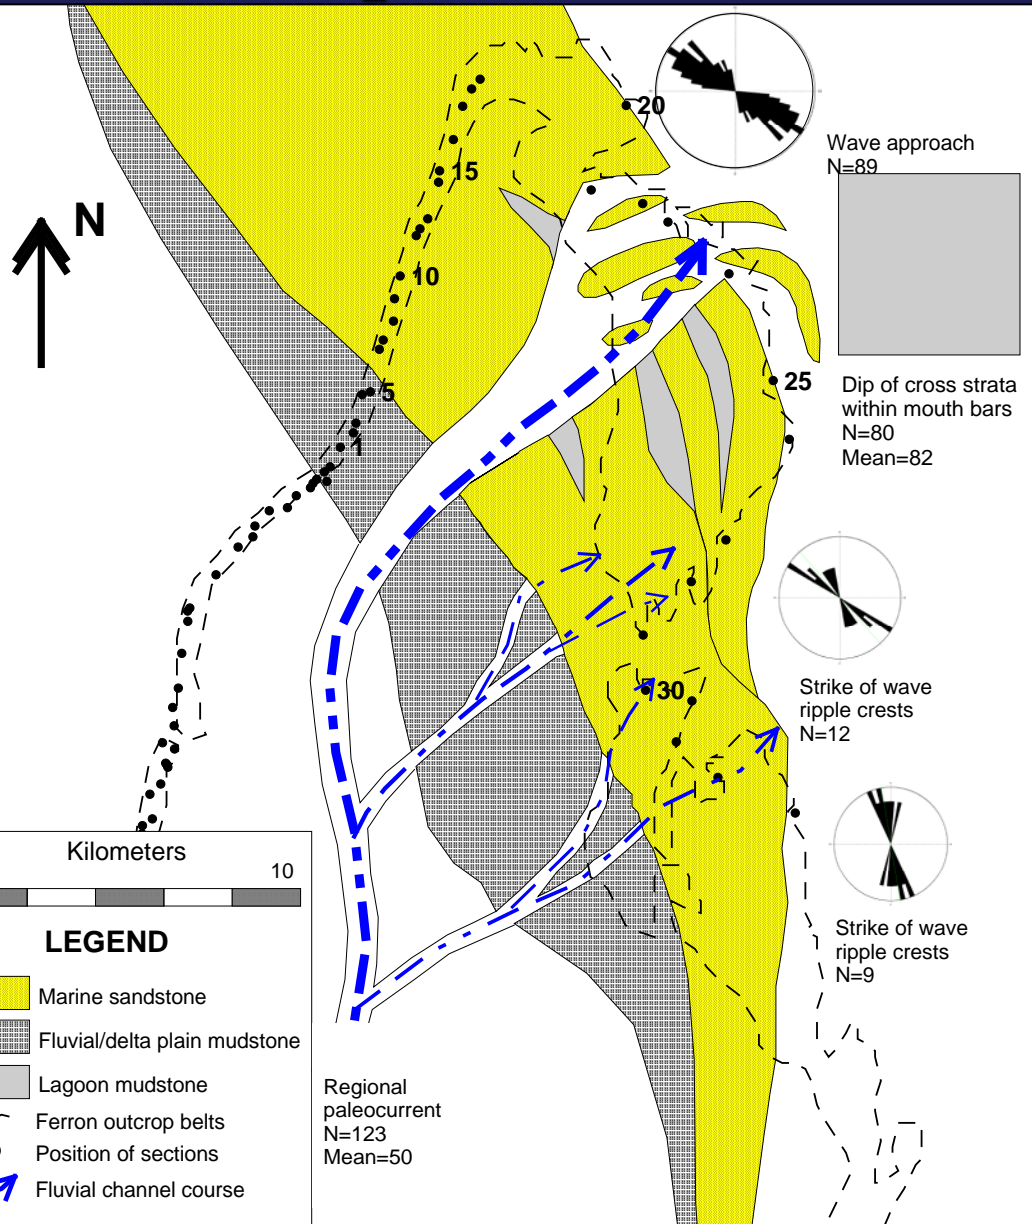 20
Wave approach
N=89
15
N
10
5
1
25
Dip of cross strata
within mouth bars
N=80
Mean=82
30
Strike of wave
ripple crests
N=12
Strike of wave
ripple crests
N=9
Kilometers
10
LEGEND
Marine sandstone
Fluvial/delta plain mudstone
Lagoon mudstone
Ferron outcrop belts
Position of sections
Fluvial channel course
Regional
paleocurrent
N=123
Mean=50